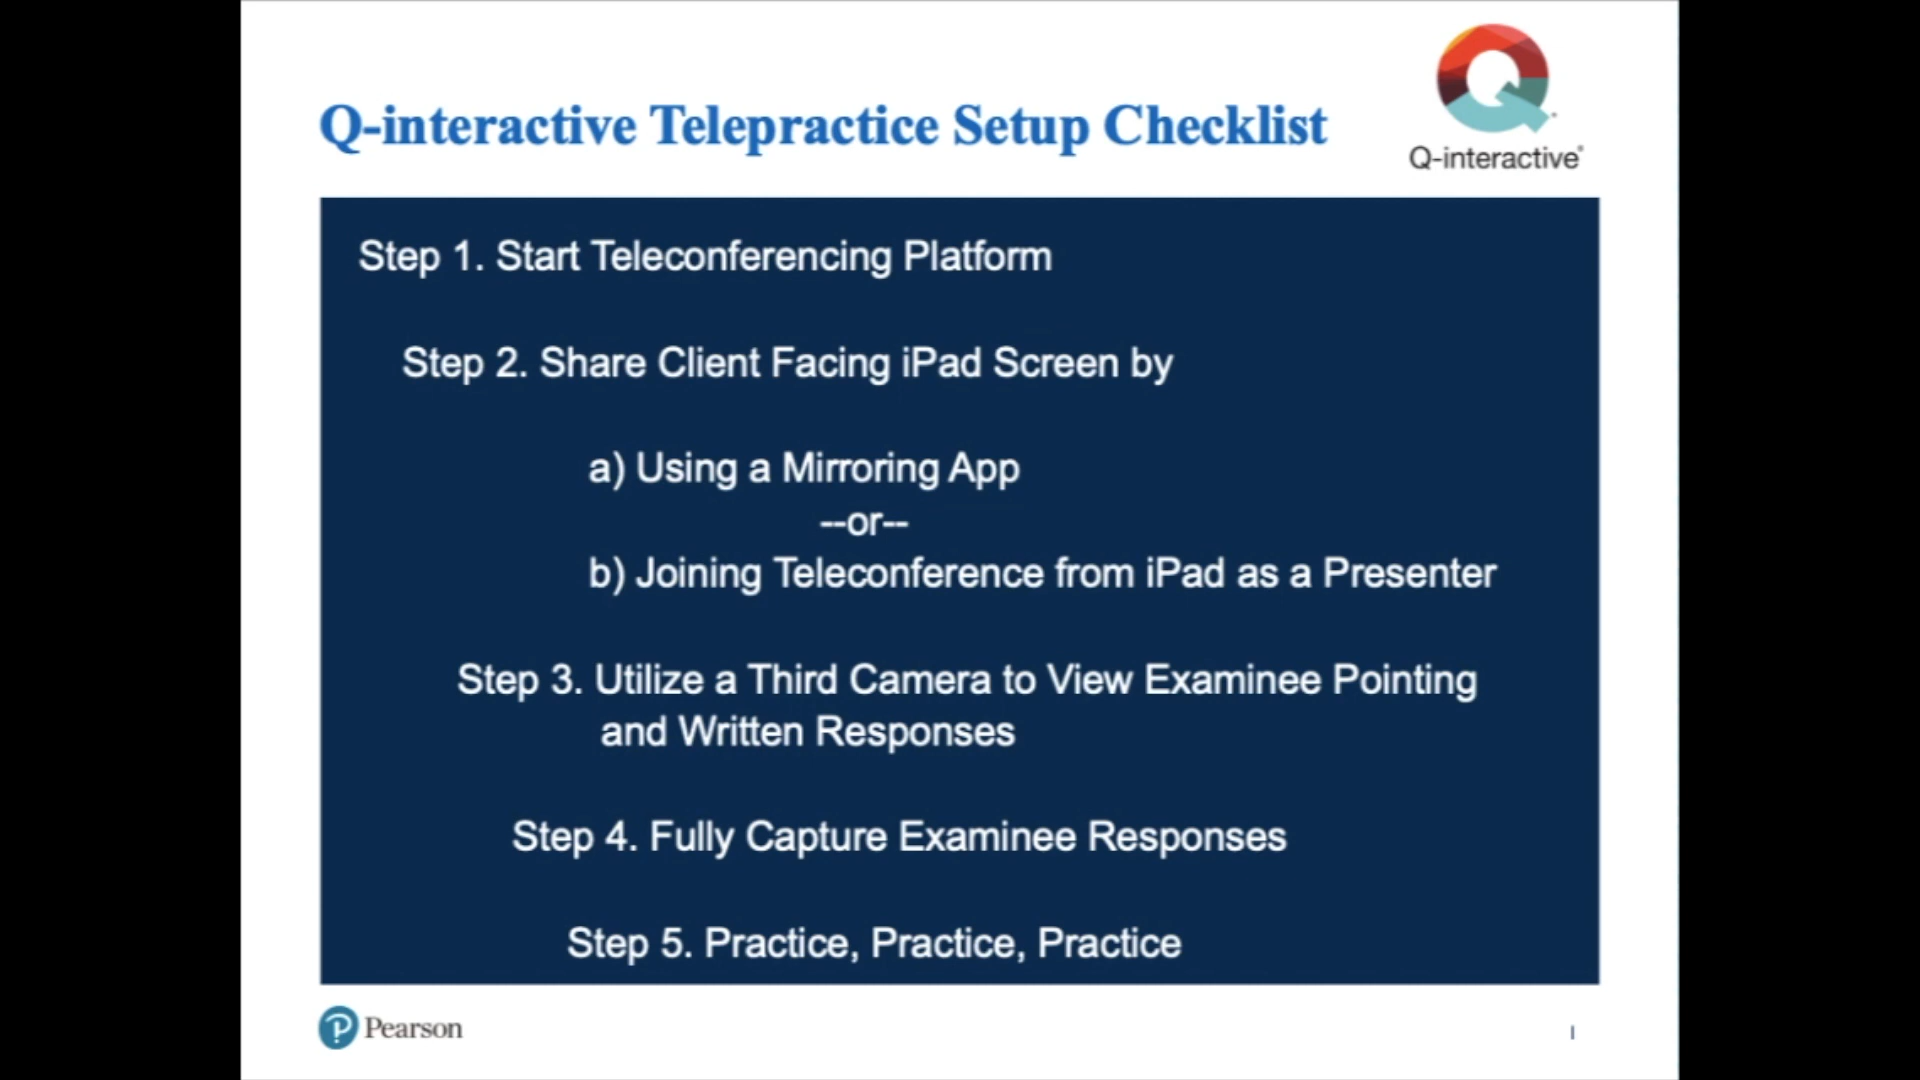 Q-interactive Telepractice Setup Checklist
Q-interactive®
Step 1. Start Teleconferencing Platform
Step 2. Share Client Facing iPad Screen by
a) Using a Mirroring App
--or--
b) Joining Teleconference from iPad as a Presenter
Step 3. Utilize a Third Camera to View Examinee Pointing
and Written Responses
Step 4. Fully Capture Examinee Responses
Step 5. Practice, Practice, Practice
Pearson
1